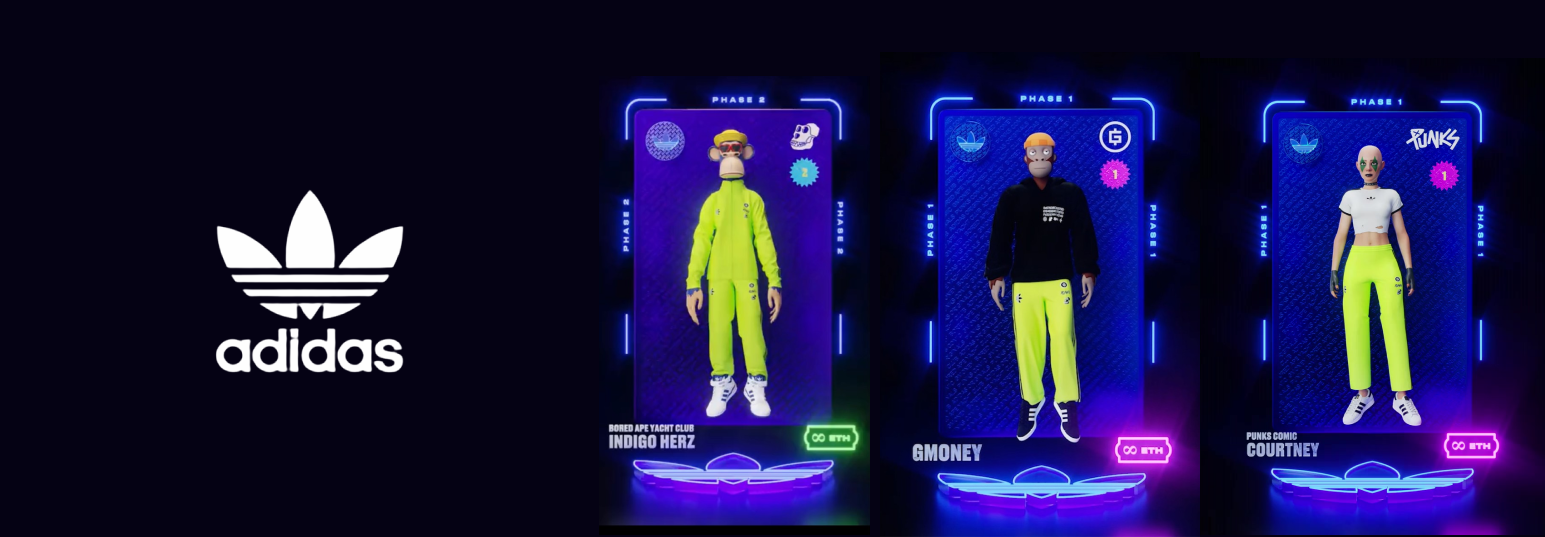 adidas
PHASE 2
PHASE 2
PHASE 2
2
BORED APE YACHT CLUB
INDIGO HERZ
ETH
PHASE 1
PHASE 1
PHASE 1
1
GMONEY
ETH
PHASE 1
PUNKS
PHASE 1
PHASE 1
1
PUNKS COMIC
COURTNEY
ETH